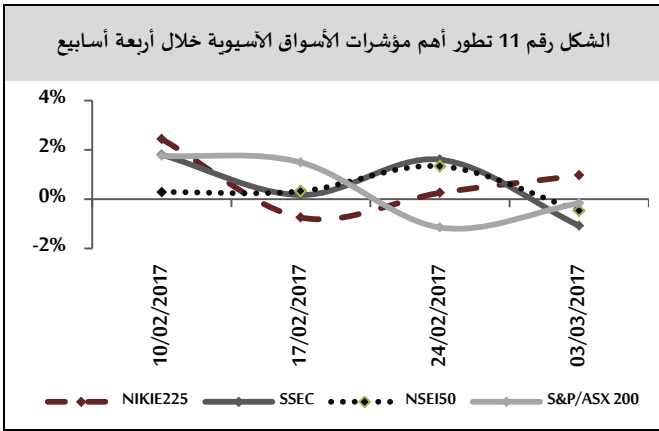 الشكل رقم 11 تطور أهم مؤشرات الأسواق الآسيوية خلال أربعة أسابيع
4%
2%
0%
-2%
10/02/2017
17/02/2017
24/02/2017
03/03/2017
NIKIE225
SSEC
NSEI50
S&P/ASX 200